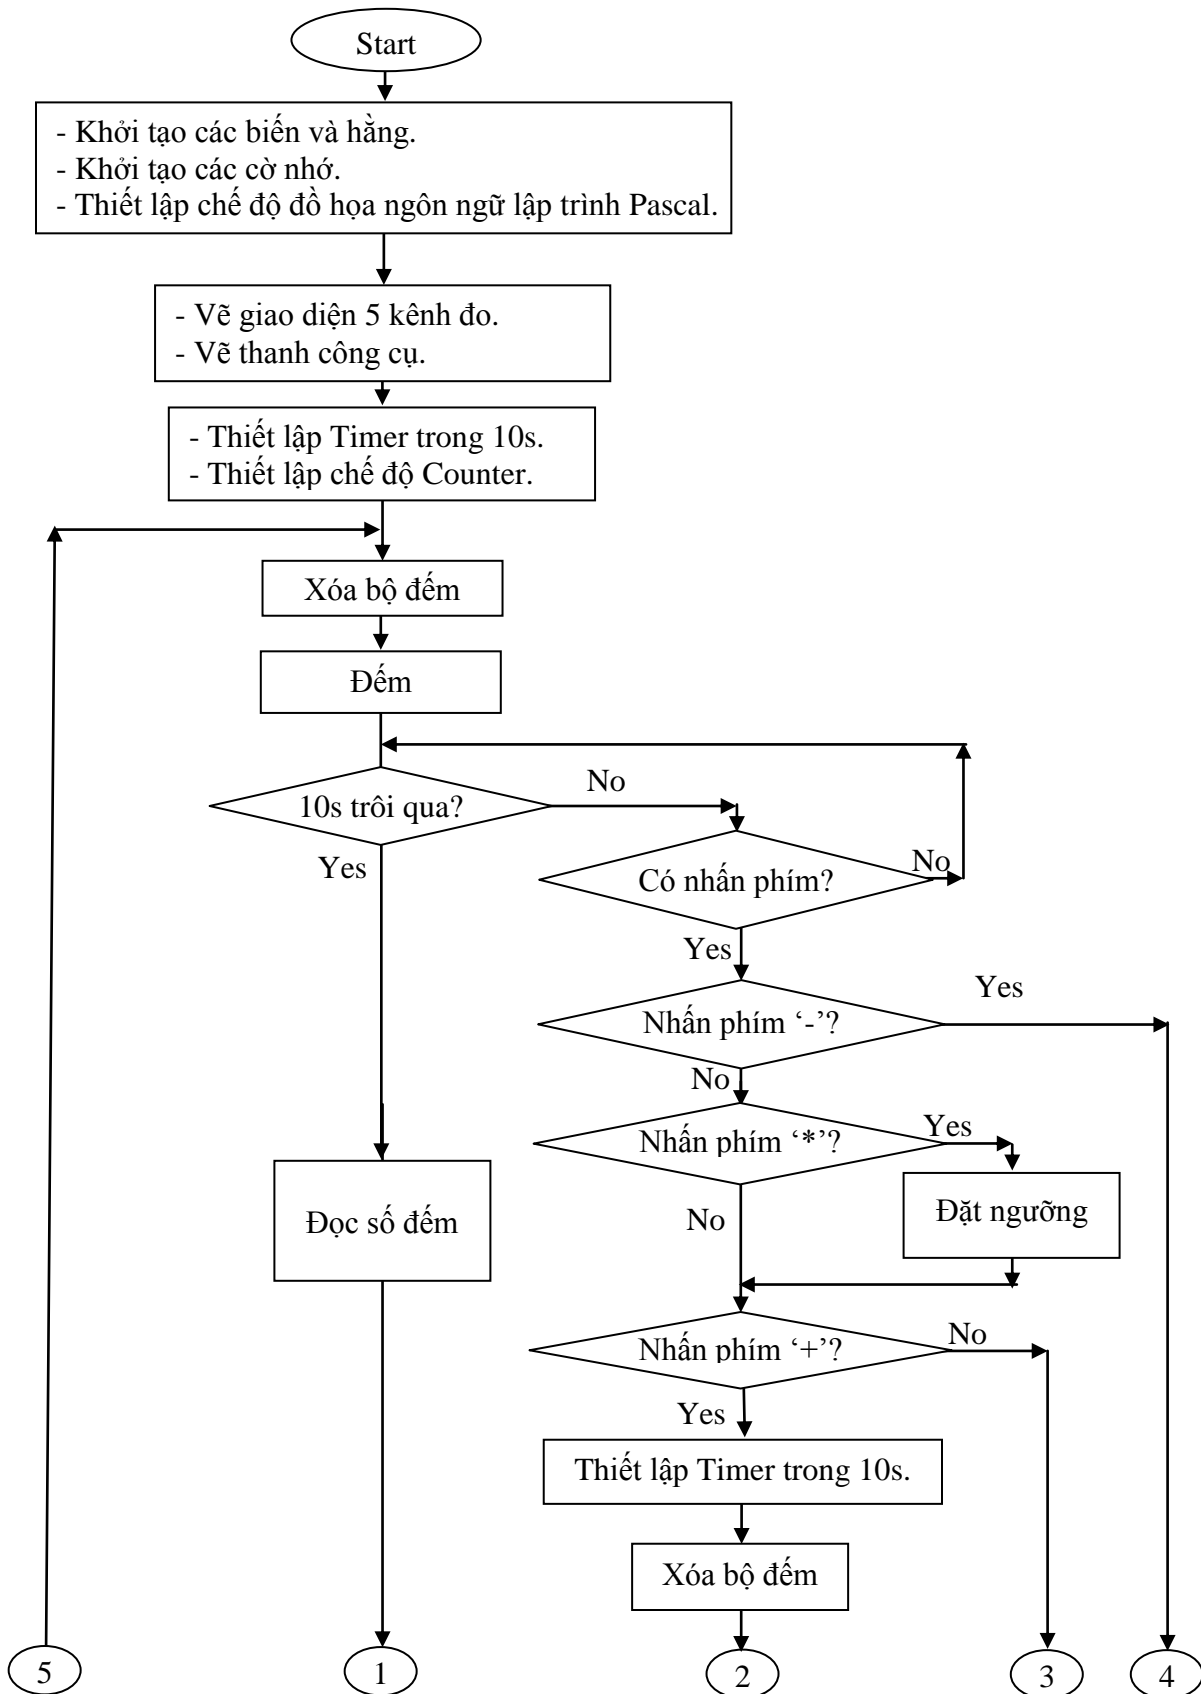 Start
- Khởi tạo các biến và hằng.
- Khởi tạo các cờ nhớ.
- Thiết lập chế độ đồ họa ngôn ngữ lập trình Pascal.
- Vẽ giao diện 5 kênh đo.
- Vẽ thanh công cụ.
- Thiết lập Timer trong 10s.
- Thiết lập chế độ Counter.
Xóa bộ đếm
Đếm
10s trôi qua?
No
Yes
Có nhấn phím?
No
Yes
Nhấn phím ‘-’?
Yes
No
Nhấn phím ‘*’?
Yes
Đặt ngưỡng
No
Đọc số đếm
Nhấn phím ‘+’?
No
Yes
Thiết lập Timer trong 10s.
Xóa bộ đếm
5
1
2
3
4